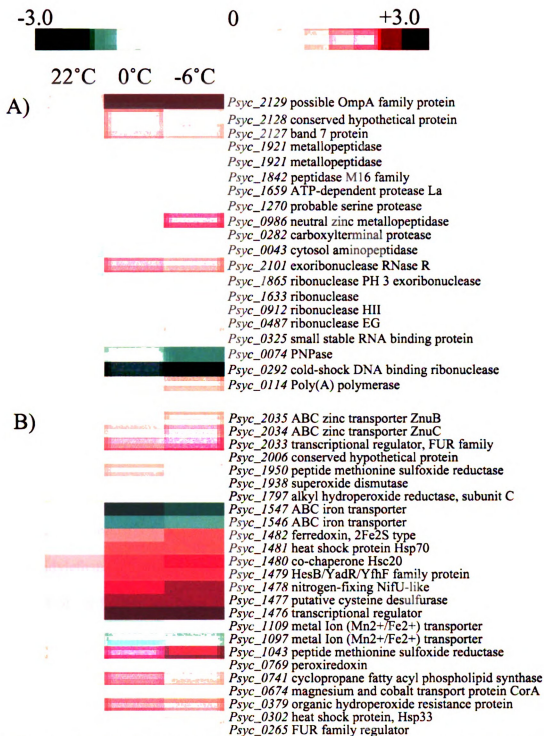 -3.0 0 +3.0
22°C 0°C -6°C
A)
Psyc_2129 possible OmpA family protein
Psyc_2128 conserved hypothetical protein
Psyc_2127 band 7 protein
Psyc_1921 metallopeptidase
Psyc_1921 metallopeptidase
Psyc_1842 peptidase M16 family
Psyc_1659 ATP-dependent protease La
Psyc_1270 probable serine protease
Psyc_0986 neutral zinc metallopeptidase
Psyc_0282 carboxylterminal protease
Psyc_0043 cytosol aminopeptidase
Psyc_2101 exoribonuclease RNase R
Psyc_1865 ribonuclease PH 3 exoribonuclease
Psyc_1633 ribonuclease
Psyc_0912 ribonuclease HII
Psyc_0487 ribonuclease EG
Psyc_0325 small stable RNA binding protein
Psyc_0074 PNPase
Psyc_0292 cold-shock DNA binding ribonuclease
Psyc_0114 Poly(A) polymerase
B)
Psyc_2035 ABC zinc transporter ZnuB
Psyc_2034 ABC zinc transporter ZnuC
Psyc_2033 transcriptional regulator, FUR family
Psyc_2006 conserved hypothetical protein
Psyc_1950 peptide methionine sulfoxide reductase
Psyc_1938 superoxide dismutase
Psyc_1797 alkyl hydroperoxide reductase, subunit C
Psyc_1547 ABC iron transporter
Psyc_1546 ABC iron transporter
Psyc_1482 ferredoxin, 2Fe2S type
Psyc_1481 heat shock protein Hsp70
Psyc_1480 co-chaperone Hsc20
Psyc_1479 HesB/YadR/YfhF family protein
Psyc_1478 nitrogen-fixing NifU-like
Psyc_1477 putative cysteine desulfurase
Psyc_1476 transcriptional regulator
Psyc_1109 metal Ion (Mn2+/Fe2+) transporter
Psyc_1097 metal Ion (Mn2+/Fe2+) transporter
Psyc_1043 peptide methionine sulfoxide reductase
Psyc_0769 peroxiredoxin
Psyc_0741 cyclopropane fatty acyl phospholipid synthase
Psyc_0674 magnesium and cobalt transport protein CorA
Psyc_0379 organic hydroperoxide resistance protein
Psyc_0302 heat shock protein, Hsp33
Psyc_0265 FUR family regulator